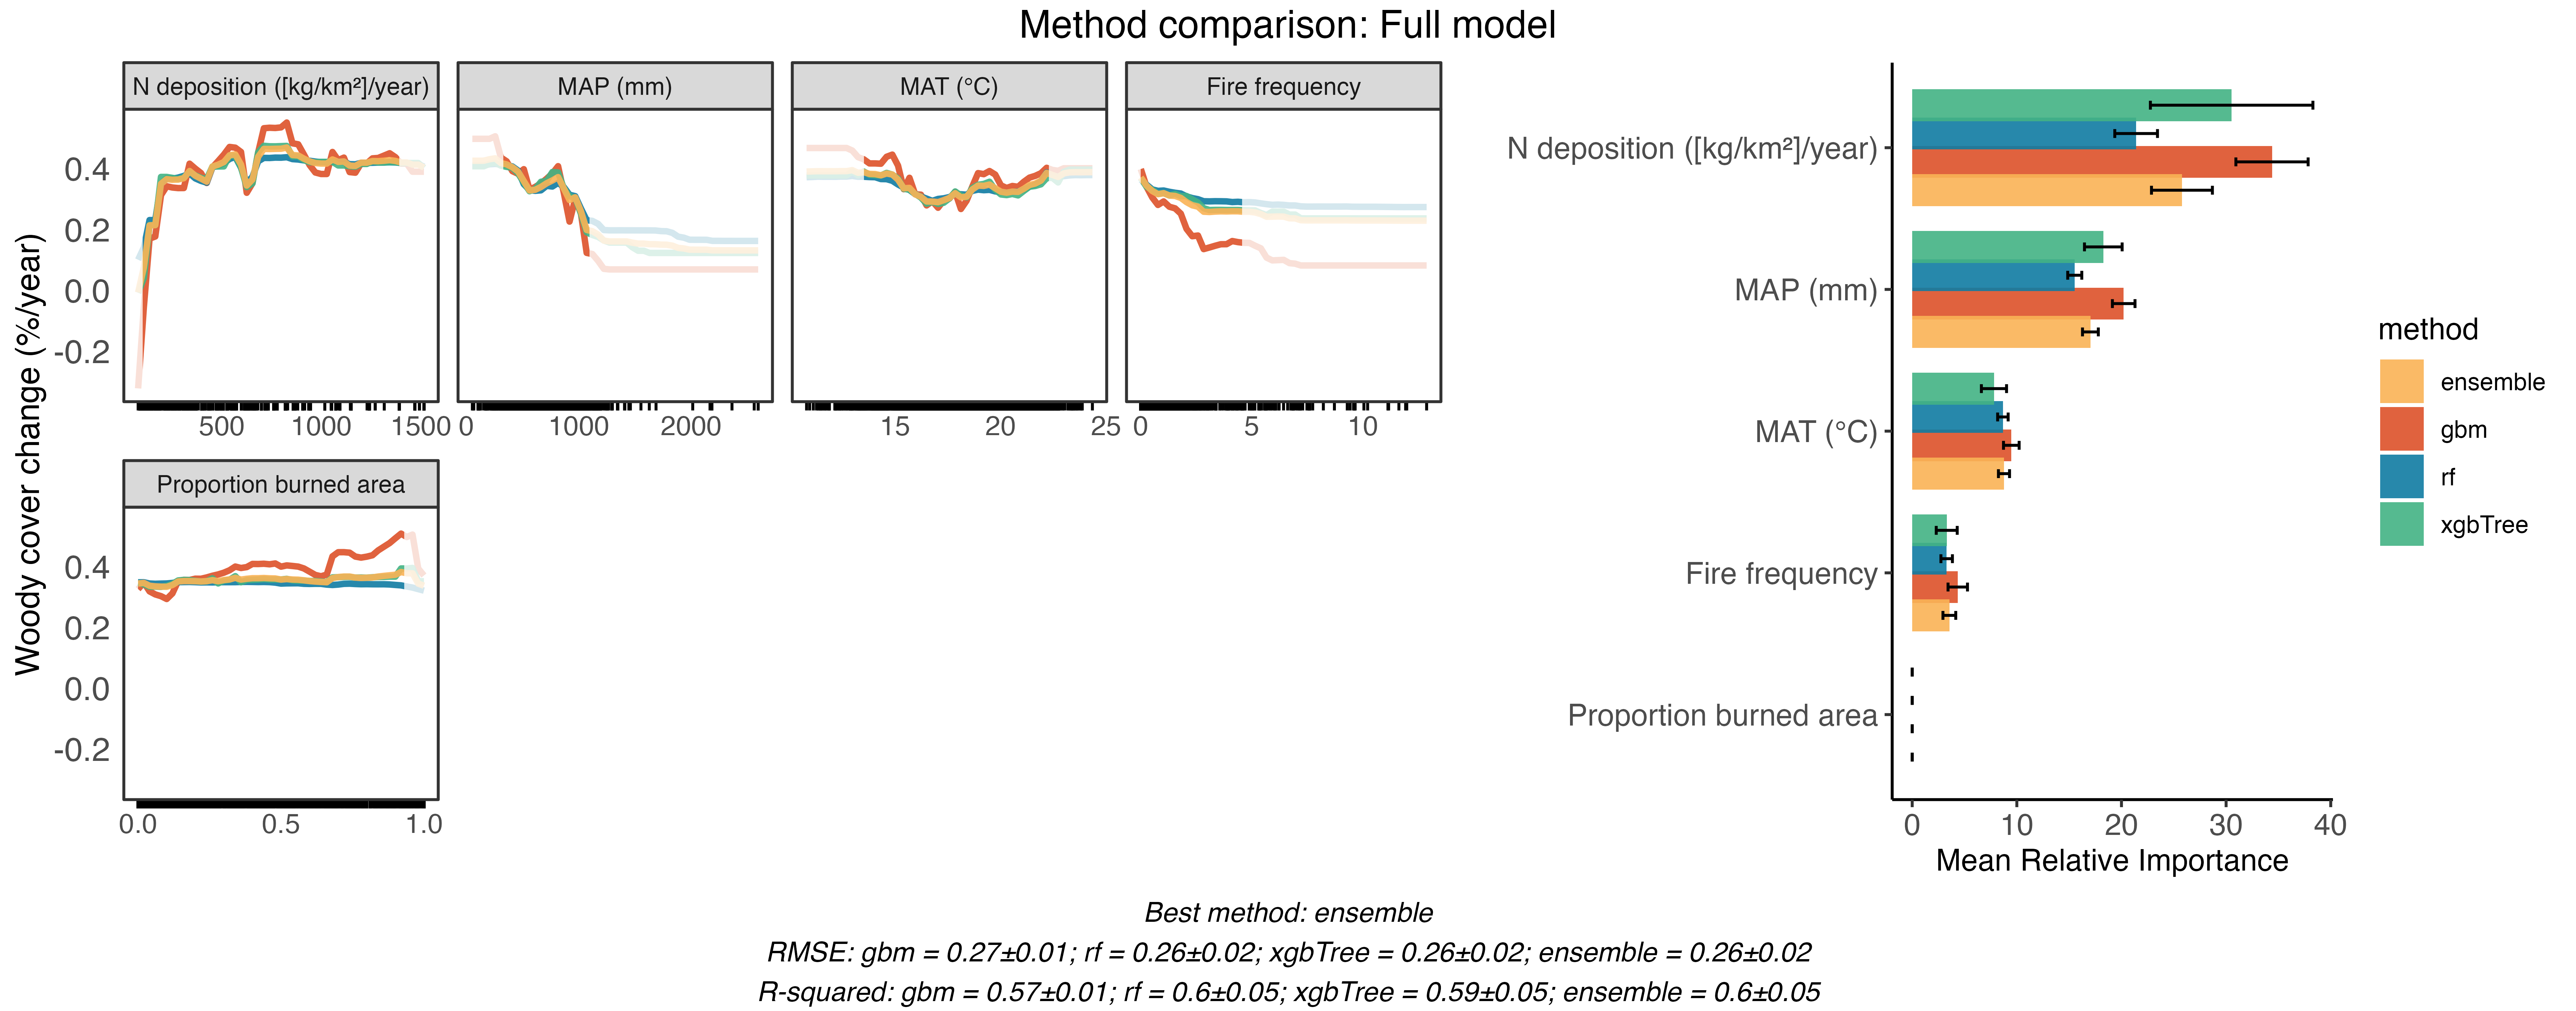 Method comparison: Full model
N deposition ([kg/km²]/year)
MAP (mm)
MAT (°C)
Fire frequency
Woody cover change (%/year)
0.4
0.2
0.0
-0.2
500 1000 1500
0 1000 2000
15 20 25
0 5 10
Proportion burned area
0.4
0.2
0.0
-0.2
0.0 0.5 1.0
N deposition ([kg/km²]/year)
MAP (mm)
MAT (°C)
Fire frequency
Proportion burned area
0 10 20 30 40
Mean Relative Importance
method
ensemble
gbm
rf
xgbTree
Best method: ensemble
RMSE: gbm = 0.27±0.01; rf = 0.26±0.02; xgbTree = 0.26±0.02; ensemble = 0.26±0.02
R-squared: gbm = 0.57±0.01; rf = 0.6±0.05; xgbTree = 0.59±0.05; ensemble = 0.6±0.05